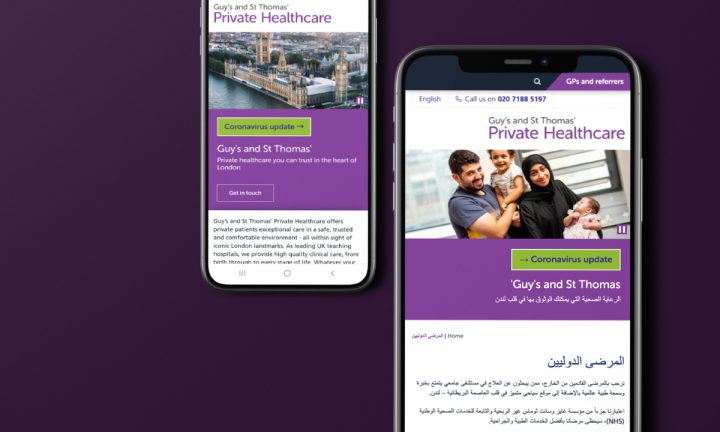 Guy's and St Thomas'
Private Healthcare
Coronavirus update →
Guy's and St Thomas'
Private healthcare you can trust in the heart of
London
Get in touch
Guy's and St Thomas' Private Healthcare offers
private patients exceptional care in a safe, trusted
and comfortable environment - all within sight of
iconic London landmarks. As leading UK teaching
hospitals, we provide high quality clinical care, from
birth through to every stage of life. Whatever your
GPs and referrers
English
Call us on 020 7188 5197
Guy's and St Thomas'
Private Healthcare
→ Coronavirus update
'Guy's and St Thomas
الرعاية الصحية التي يمكنك الوثوق بها في قلب لندن
المرضى الدوليين | Home
المرضى الدوليين
نرحب بالمرضى القادمين من الخارج، ممن يبحثون عن العلاج في مستشفى جامعي يتمتع بخبرة
وسمعة طبية عالمية بالإضافة إلى موقع سياحي متميز في قلب العاصمة البريطانية – لندن.
اعتبارنا جزءاً من مؤسسة غايز وسانت توماس غير الربحية والتابعة للخدمات الصحية الوطنية
(NHS)، سيحظى مرضانا بأفضل الخدمات الطبية والجراحية.